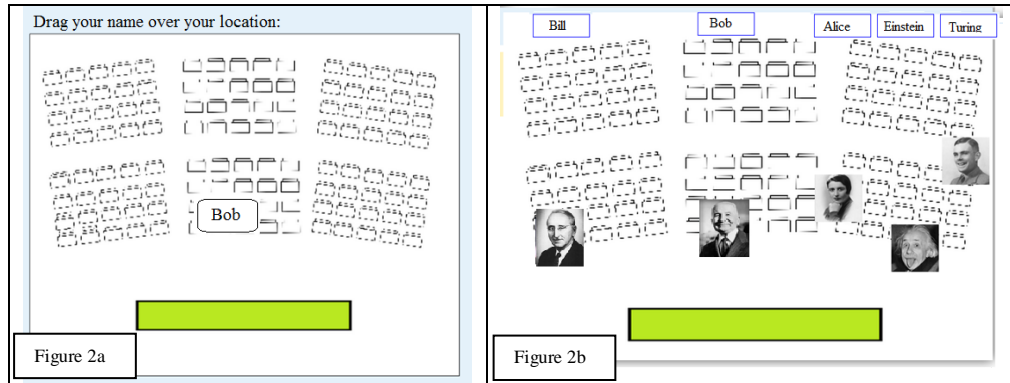 Drag your name over your location:
Bob
Figure 2a
Bill
Bob
Alice
Einstein
Turing
Figure 2b